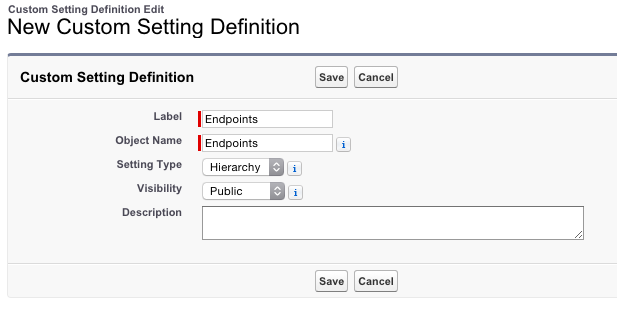 Custom Setting Definition Edit
New Custom Setting Definition
Custom Setting Definition Save Cancel
Label Endpoints
Object Name Endpoints i
Setting Type Hierarchy i
Visibility Public i
Description
Save Cancel